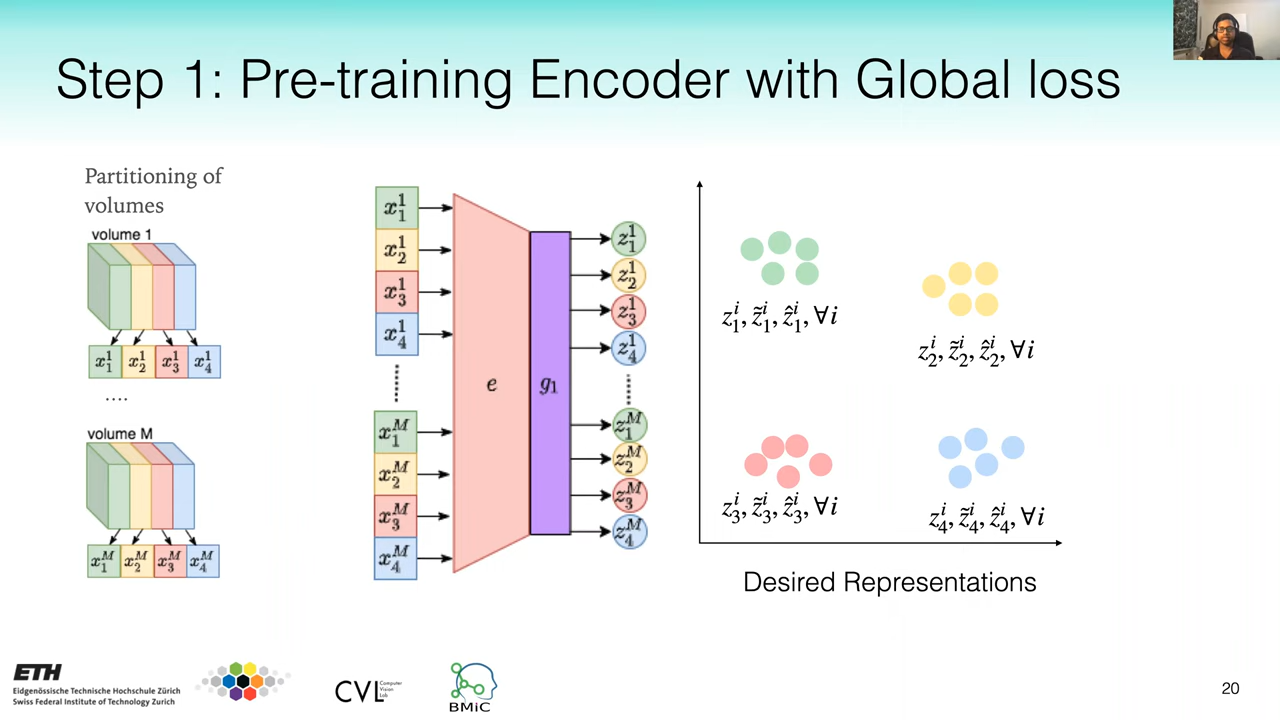 Step 1: Pre-training Encoder with Global loss
Partitioning of
volumes
volume 1
x₁¹ x₂¹ x₃¹ x₄¹
....
volume M
x₁ᴹ x₂ᴹ x₃ᴹ x₄ᴹ
x₁¹
x₂¹
x₃¹
x₄¹
x₁ᴹ
x₂ᴹ
x₃ᴹ
x₄ᴹ
e
g₁
z₁¹
z₂¹
z₃¹
z₄¹
z₁ᴹ
z₂ᴹ
z₃ᴹ
z₄ᴹ
z₁ⁱ, z̃₁ⁱ, ẑ₁ⁱ, ∀i
z₂ⁱ, z̃₂ⁱ, ẑ₂ⁱ, ∀i
z₃ⁱ, z̃₃ⁱ, ẑ₃ⁱ, ∀i
z₄ⁱ, z̃₄ⁱ, ẑ₄ⁱ, ∀i
Desired Representations
ETH
Eidgenössische Technische Hochschule Zürich
Swiss Federal Institute of Technology Zurich
CVL Computer
Vision
Lab
BMiC
20